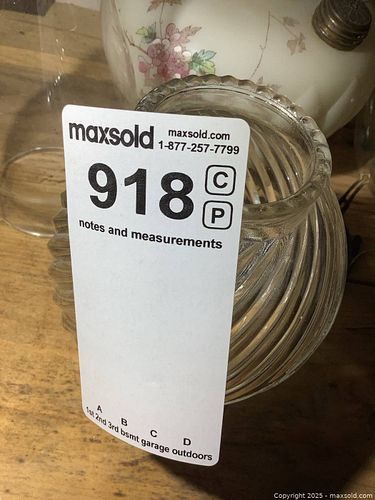 maxsold maxsold.com
1-877-257-7799
918 C
P
notes and measurements
A B C D
1st 2nd 3rd bsmt garage outdoors
Copyright 2025 - maxsold.com